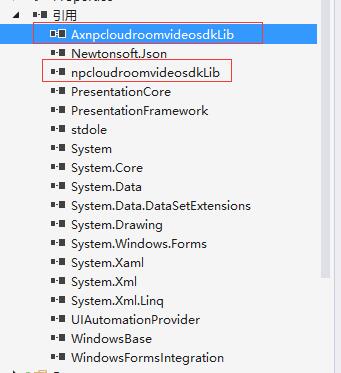 引用
AxnpcloudroomvideosdkLib
Newtonsoft.Json
npcloudroomvideosdkLib
PresentationCore
PresentationFramework
stdole
System
System.Core
System.Data
System.Data.DataSetExtensions
System.Drawing
System.Windows.Forms
System.Xaml
System.Xml
System.Xml.Linq
UIAutomationProvider
WindowsBase
WindowsFormsIntegration